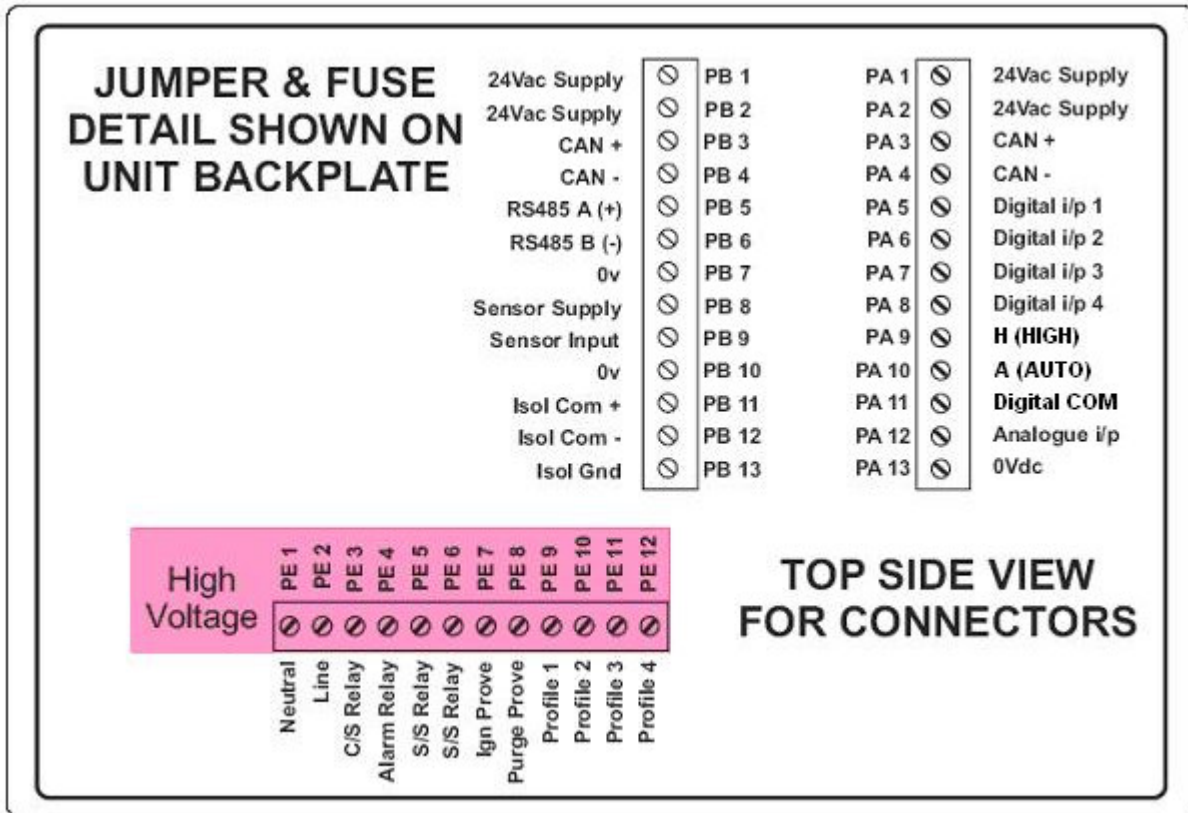 JUMPER & FUSE
DETAIL SHOWN ON
UNIT BACKPLATE
24Vac Supply PB 1
24Vac Supply PB 2
CAN + PB 3
CAN - PB 4
RS485 A (+) PB 5
RS485 B (-) PB 6
0v PB 7
Sensor Supply PB 8
Sensor Input PB 9
0v PB 10
Isol Com + PB 11
Isol Com - PB 12
Isol Gnd PB 13
PA 1 24Vac Supply
PA 2 24Vac Supply
PA 3 CAN +
PA 4 CAN -
PA 5 Digital i/p 1
PA 6 Digital i/p 2
PA 7 Digital i/p 3
PA 8 Digital i/p 4
PA 9 H (HIGH)
PA 10 A (AUTO)
PA 11 Digital COM
PA 12 Analogue i/p
PA 13 0Vdc
High
Voltage
PE 1 Neutral
PE 2 Line
PE 3 C/S Relay
PE 4 Alarm Relay
PE 5 S/S Relay
PE 6 S/S Relay
PE 7 Ign Prove
PE 8 Purge Prove
PE 9 Profile 1
PE 10 Profile 2
PE 11 Profile 3
PE 12 Profile 4
TOP SIDE VIEW
FOR CONNECTORS